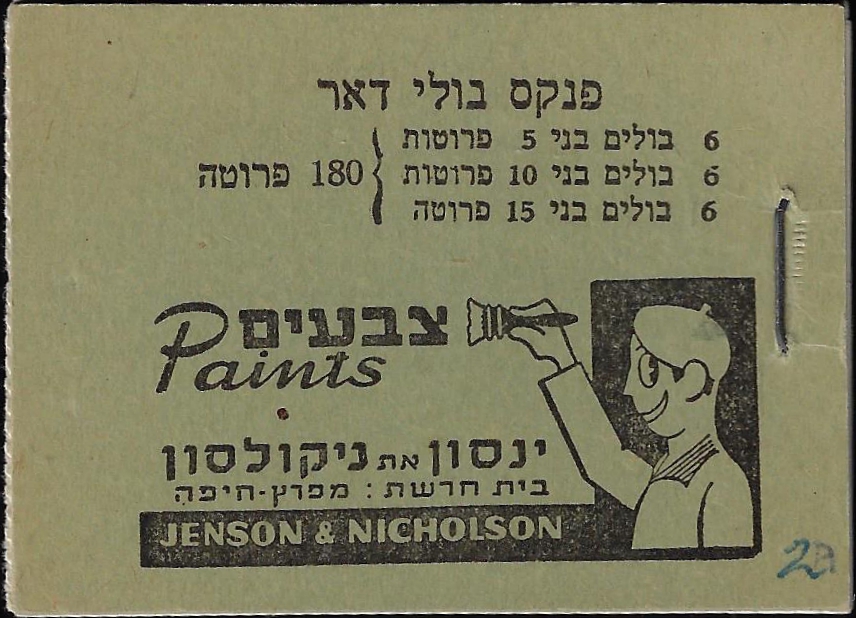 פנקס בולי דאר
6 בולים בני 5 פרוטות
6 בולים בני 10 פרוטות } 180 פרוטה
6 בולים בני 15 פרוטה
צבעים
Paints
ינסון את ניקולסון
בית חרשת: מפרץ-חיפה
JENSON & NICHOLSON